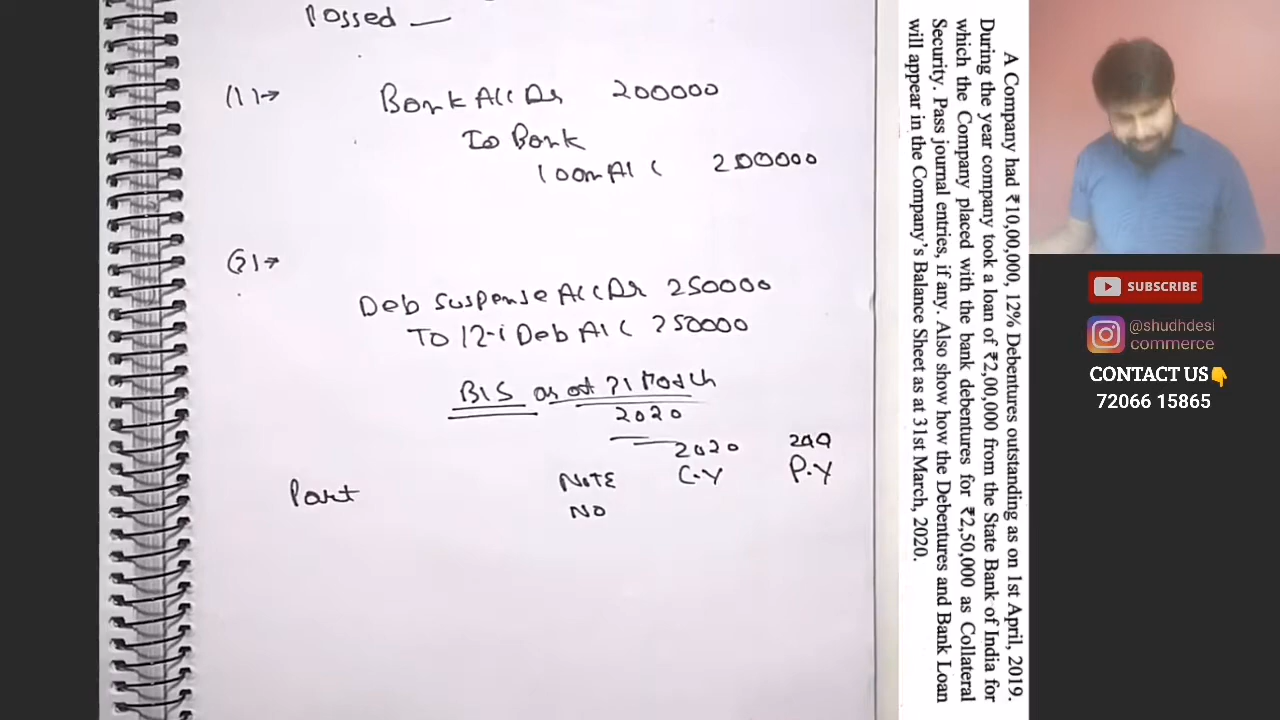 Passed —
(1)→ Bank A/c Dr 200000
To Bank
loan A/c 200000
(2)→
Deb Suspense A/c Dr 250000
To 12% Deb A/c 250000
B/S as at 31 March
2020
2020 2019
Part NOTE C.Y P.Y
NO
A Company had ₹10,00,000, 12% Debentures outstanding as on 1st April, 2019.
During the year company took a loan of ₹2,00,000 from the State Bank of India for
which the Company placed with the bank debentures for ₹2,50,000 as Collateral
Security. Pass journal entries, if any. Also show how the Debentures and Bank Loan
will appear in the Company's Balance Sheet as at 31st March, 2020.
SUBSCRIBE
@shudhdesi
commerce
CONTACT US👇
72066 15865